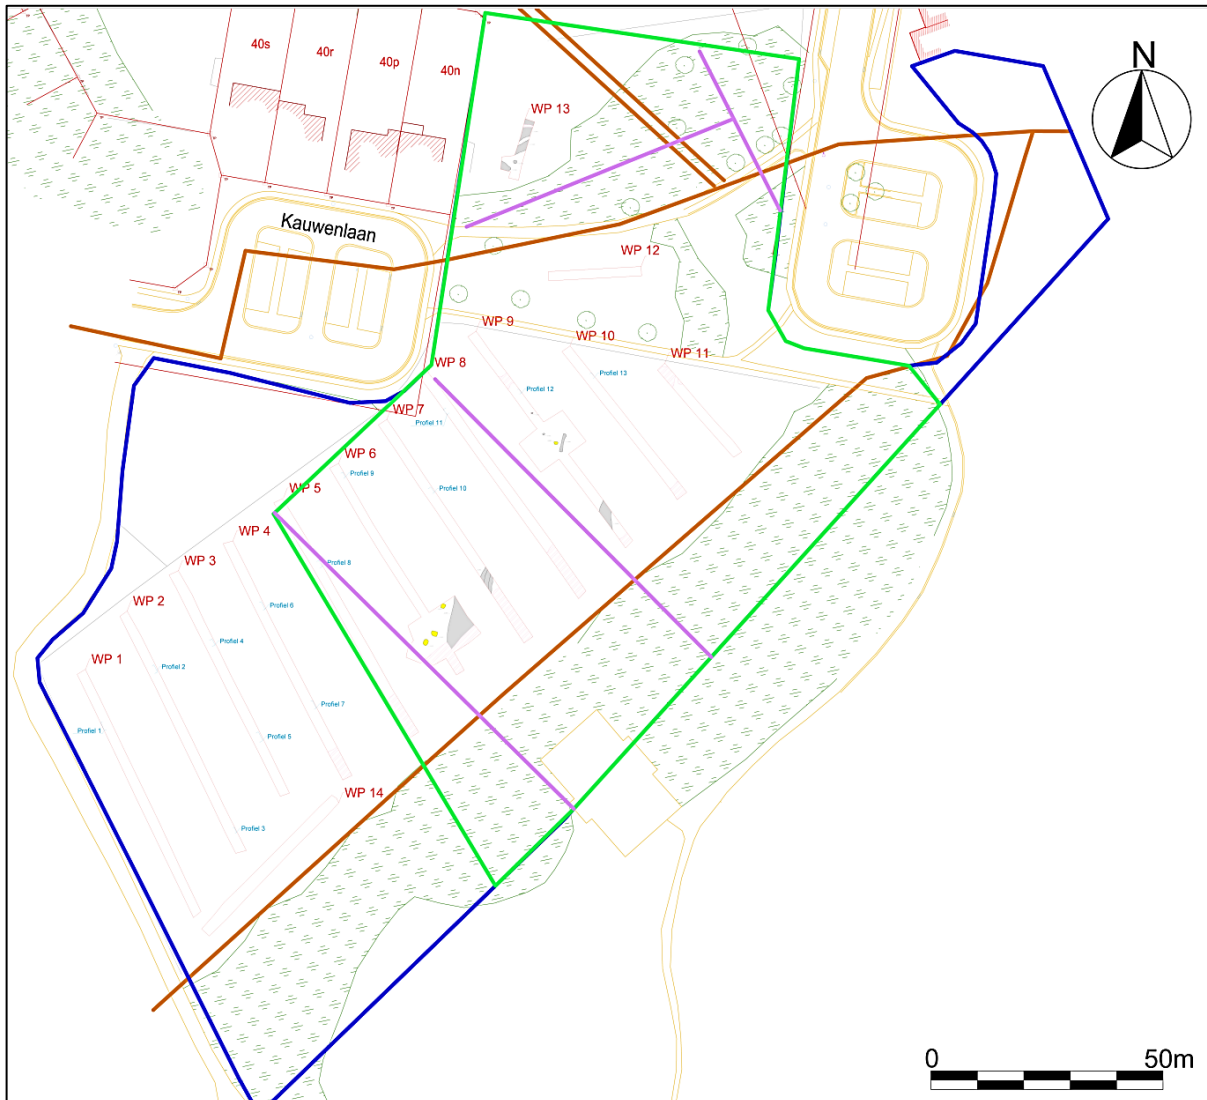 40s
40r
40p
40n
N
WP 13
Kauwenlaan
WP 12
WP 9
WP 10
WP 11
WP 8
Profiel 13
Profiel 12
WP 7
Profiel 11
WP 6
Profiel 9
WP 5
Profiel 10
WP 4
WP 3
Profiel 8
WP 2
Profiel 6
Profiel 4
WP 1
Profiel 2
Profiel 7
Profiel 1
Profiel 5
WP 14
Profiel 3
0 50m